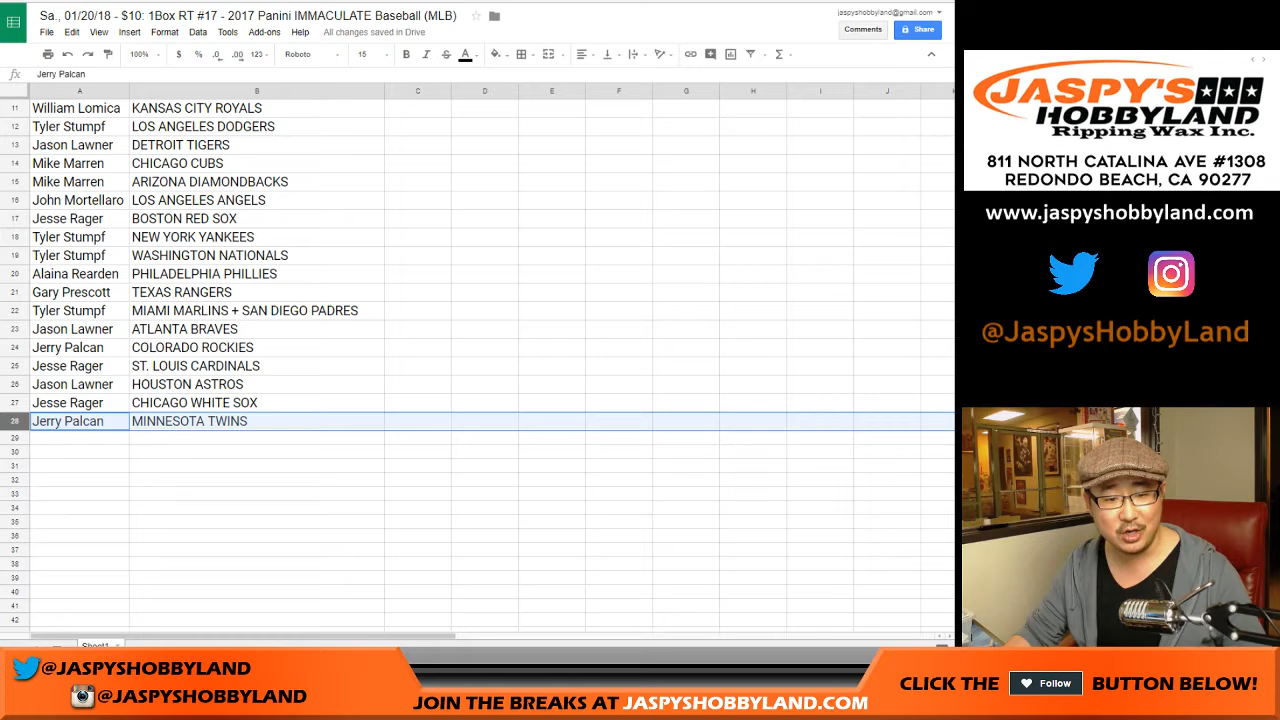 Sa., 01/20/18 - $10: 1Box RT #17 - 2017 Panini IMMACULATE Baseball (MLB)
jaspyshobbyland@gmail.com
File Edit View Insert Format Data Tools Add-ons Help All changes saved in Drive
Comments
Share
100% $ % .0 .00 123 Roboto 15 B I S A
fx Jerry Palcan
A B C D E F G H I J
11 William Lomica KANSAS CITY ROYALS
12 Tyler Stumpf LOS ANGELES DODGERS
13 Jason Lawner DETROIT TIGERS
14 Mike Marren CHICAGO CUBS
15 Mike Marren ARIZONA DIAMONDBACKS
16 John Mortellaro LOS ANGELES ANGELS
17 Jesse Rager BOSTON RED SOX
18 Tyler Stumpf NEW YORK YANKEES
19 Tyler Stumpf WASHINGTON NATIONALS
20 Alaina Rearden PHILADELPHIA PHILLIES
21 Gary Prescott TEXAS RANGERS
22 Tyler Stumpf MIAMI MARLINS + SAN DIEGO PADRES
23 Jason Lawner ATLANTA BRAVES
24 Jerry Palcan COLORADO ROCKIES
25 Jesse Rager ST. LOUIS CARDINALS
26 Jason Lawner HOUSTON ASTROS
27 Jesse Rager CHICAGO WHITE SOX
28 Jerry Palcan MINNESOTA TWINS
29
30
31
32
33
34
35
36
37
38
39
40
41
42
Sheet1
JASPY'S
HOBBYLAND
Ripping Wax Inc.
811 NORTH CATALINA AVE #1308
REDONDO BEACH, CA 90277
www.jaspyshobbyland.com
@JaspysHobbyLand
@JASPYSHOBBYLAND
@JASPYSHOBBYLAND
JOIN THE BREAKS AT JASPYSHOBBYLAND.COM
CLICK THE Follow BUTTON BELOW!